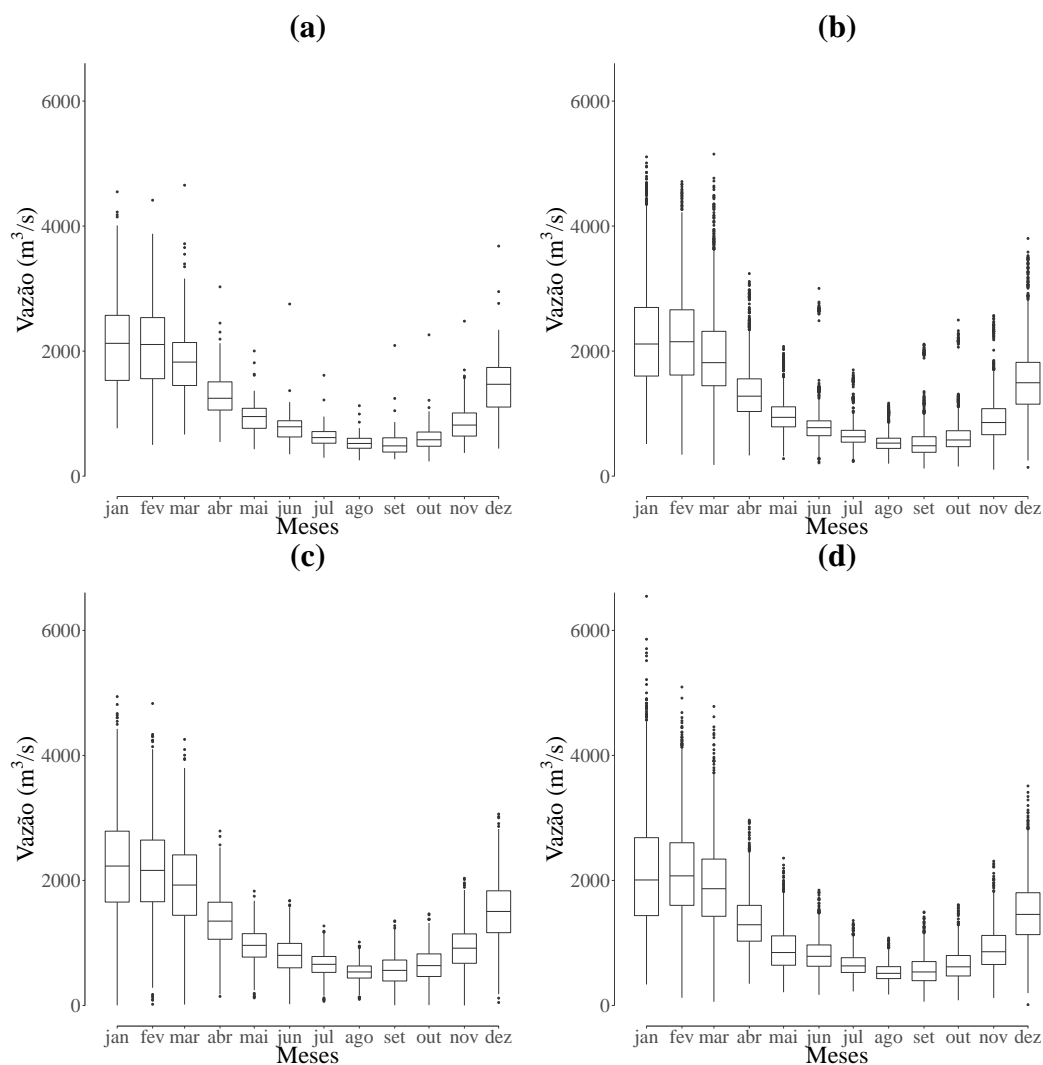 (a)
Vazão (m³/s)
6000
4000
2000
0
jan fev mar abr mai jun jul ago set out nov dez
Meses
(b)
Vazão (m³/s)
6000
4000
2000
0
jan fev mar abr mai jun jul ago set out nov dez
Meses
(c)
Vazão (m³/s)
6000
4000
2000
0
jan fev mar abr mai jun jul ago set out nov dez
Meses
(d)
Vazão (m³/s)
6000
4000
2000
0
jan fev mar abr mai jun jul ago set out nov dez
Meses